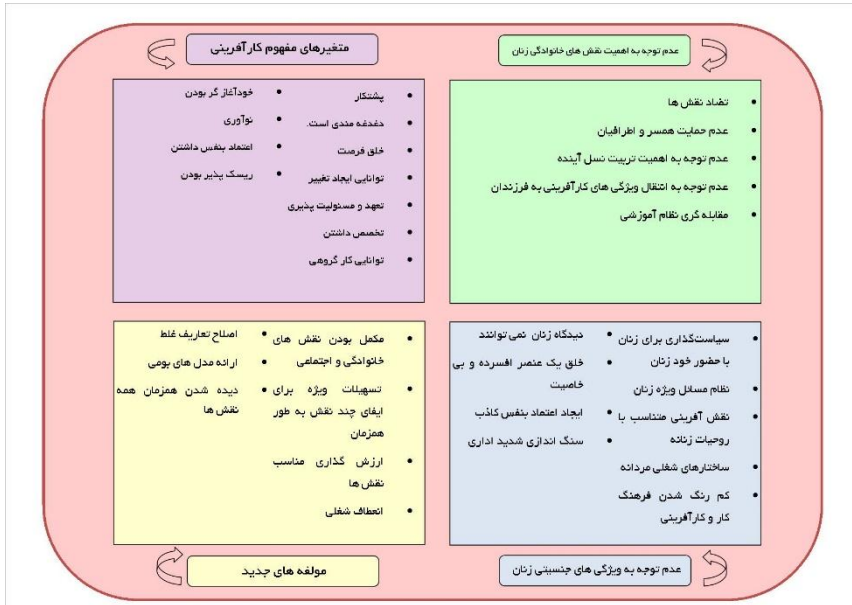 عدم توجه به اهمیت نقش های خانوادگی زنان
تضاد نقش ها
عدم حمایت همسر و اطرافیان
عدم توجه به اهمیت تربیت نسل آینده
عدم توجه به انتقال ویژگی های کارآفرینی به فرزندان
مقابله گری نظام آموزشی
متغیرهای مفهوم کارآفرینی
پشتکار
دغدغه مندی است.
خلق فرصت
توانایی ایجاد تغییر
تعهد و مسئولیت پذیری
تخصص داشتن
توانایی کار گروهی
خودآغاز گر بودن
نوآوری
اعتماد بنفس داشتن
ریسک پذیر بودن
سیاست‌گذاری برای زنان
با حضور خود زنان
نظام مسائل ویژه زنان
نقش آفرینی متناسب با
روحیات زنانه
ساختارهای شغلی مردانه
کم رنگ شدن فرهنگ
کار و کارآفرینی
دیدگاه زنان نمی توانند
خلق یک عنصر افسرده و بی
خاصیت
ایجاد اعتماد بنفس کاذب
سنگ اندازی شدید اداری
عدم توجه به ویژگی های جنسیتی زنان
مکمل بودن نقش های
خانوادگی و اجتماعی
تسهیلات ویژه برای
ایفای چند نقش به طور
همزمان
ارزش گذاری مناسب
نقش ها
انعطاف شغلی
اصلاح تعاریف غلط
ارائه مدل های بومی
دیده شدن همزمان همه
نقش ها
مولفه های جدید